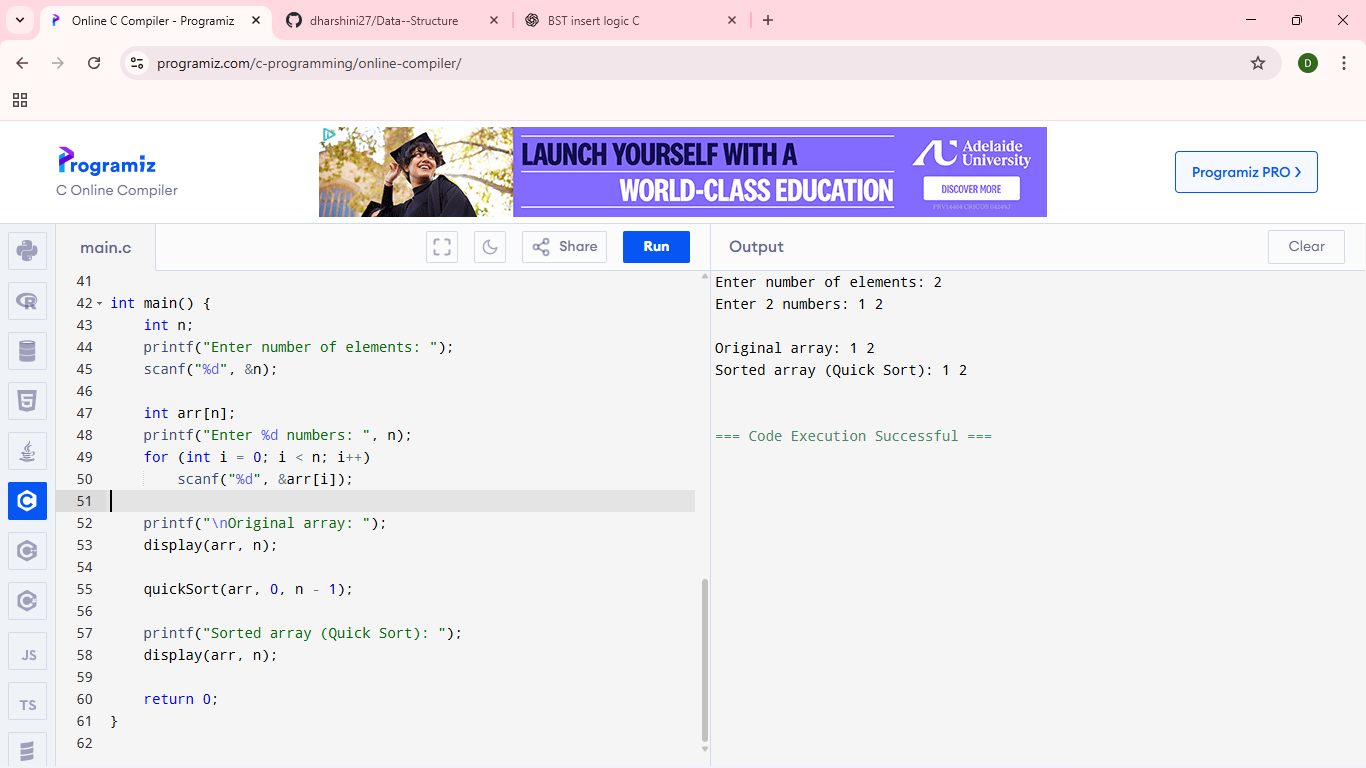 Online C Compiler - Programiz
dharshini27/Data--Structure
BST insert logic C
programiz.com/c-programming/online-compiler/
D
Programiz
C Online Compiler
LAUNCH YOURSELF WITH A
WORLD-CLASS EDUCATION
Adelaide
University
DISCOVER MORE
Programiz PRO
main.c
Share
Run
Output
Clear
41
42 int main() {
43     int n;
44     printf("Enter number of elements: ");
45     scanf("%d", &n);
46
47     int arr[n];
48     printf("Enter %d numbers: ", n);
49     for (int i = 0; i < n; i++)
50         scanf("%d", &arr[i]);
51
52     printf("\nOriginal array: ");
53     display(arr, n);
54
55     quickSort(arr, 0, n - 1);
56
57     printf("Sorted array (Quick Sort): ");
58     display(arr, n);
59
60     return 0;
61 }
62
Enter number of elements: 2
Enter 2 numbers: 1 2
Original array: 1 2
Sorted array (Quick Sort): 1 2
=== Code Execution Successful ===
JS
TS